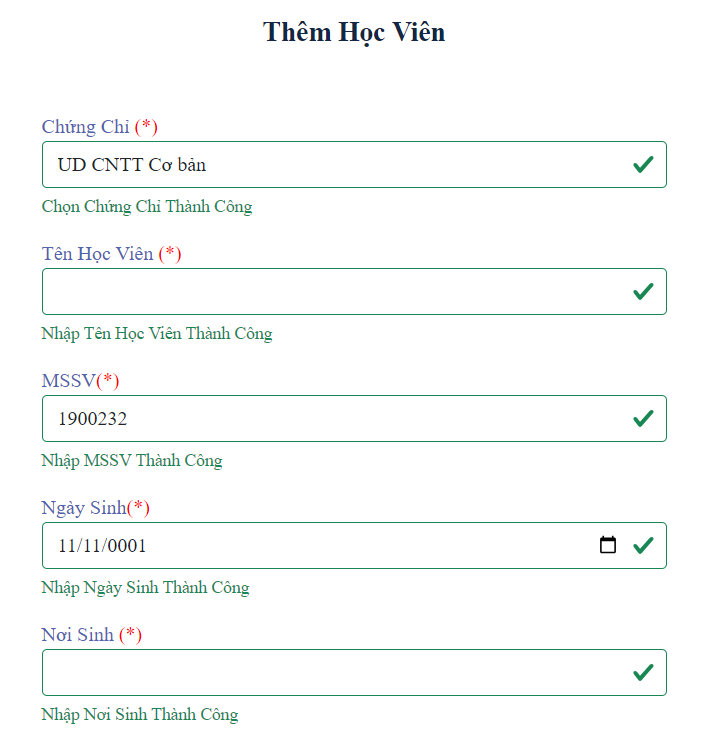 Thêm Học Viên
Chứng Chỉ (*)
UD CNTT Cơ bản
Chọn Chứng Chỉ Thành Công
Tên Học Viên (*)
Nhập Tên Học Viên Thành Công
MSSV(*)
1900232
Nhập MSSV Thành Công
Ngày Sinh(*)
11/11/0001
Nhập Ngày Sinh Thành Công
Nơi Sinh (*)
Nhập Nơi Sinh Thành Công